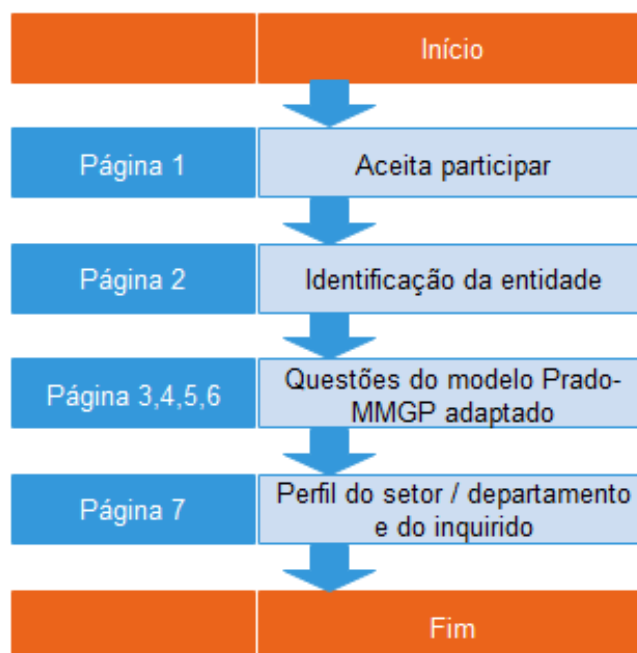 Início
Página 1
Aceita participar
Página 2
Identificação da entidade
Página 3,4,5,6
Questões do modelo Prado-
MMGP adaptado
Página 7
Perfil do setor / departamento
e do inquirido
Fim